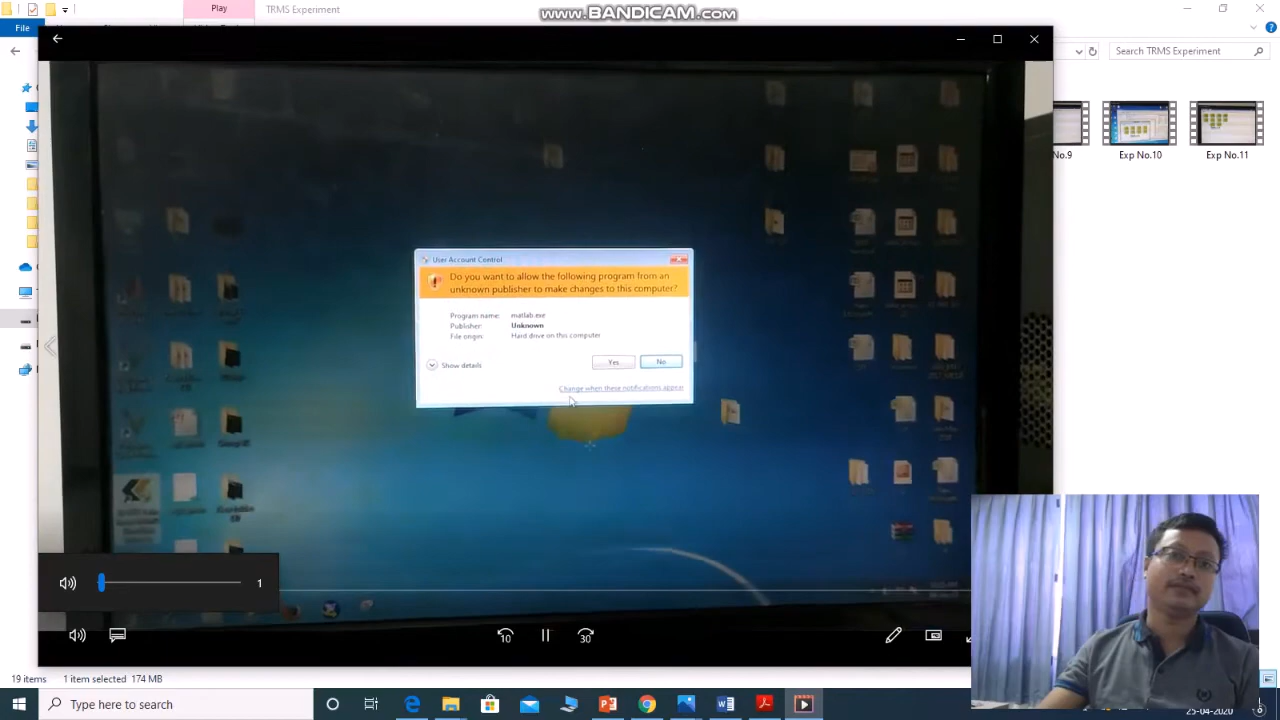 Play
TRMS Experiment
www.BANDICAM.com
File
Search TRMS Experiment
No.9
Exp No.10
Exp No.11
User Account Control
Do you want to allow the following program from an
unknown publisher to make changes to this computer?
Program name: matlab.exe
Publisher: Unknown
File origin: Hard drive on this computer
Show details
Yes
No
Change when these notifications appear
1
10
30
19 items
1 item selected 174 MB
Type here to search
25-04-2020